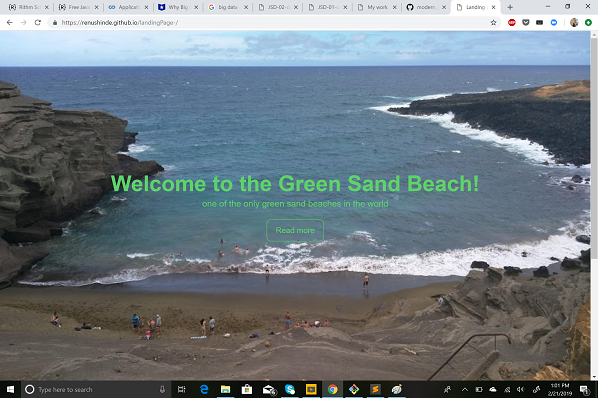 Rithm Sc
{} Free Java
Applicatio
Why Big
big data
JSD-02-
JSD-01-
My work
modern
Landing
https://renushinde.github.io/landingPage-/
Welcome to the Green Sand Beach!
one of the only green sand beaches in the world
Read more
Type here to search
1:01 PM
2/21/2019